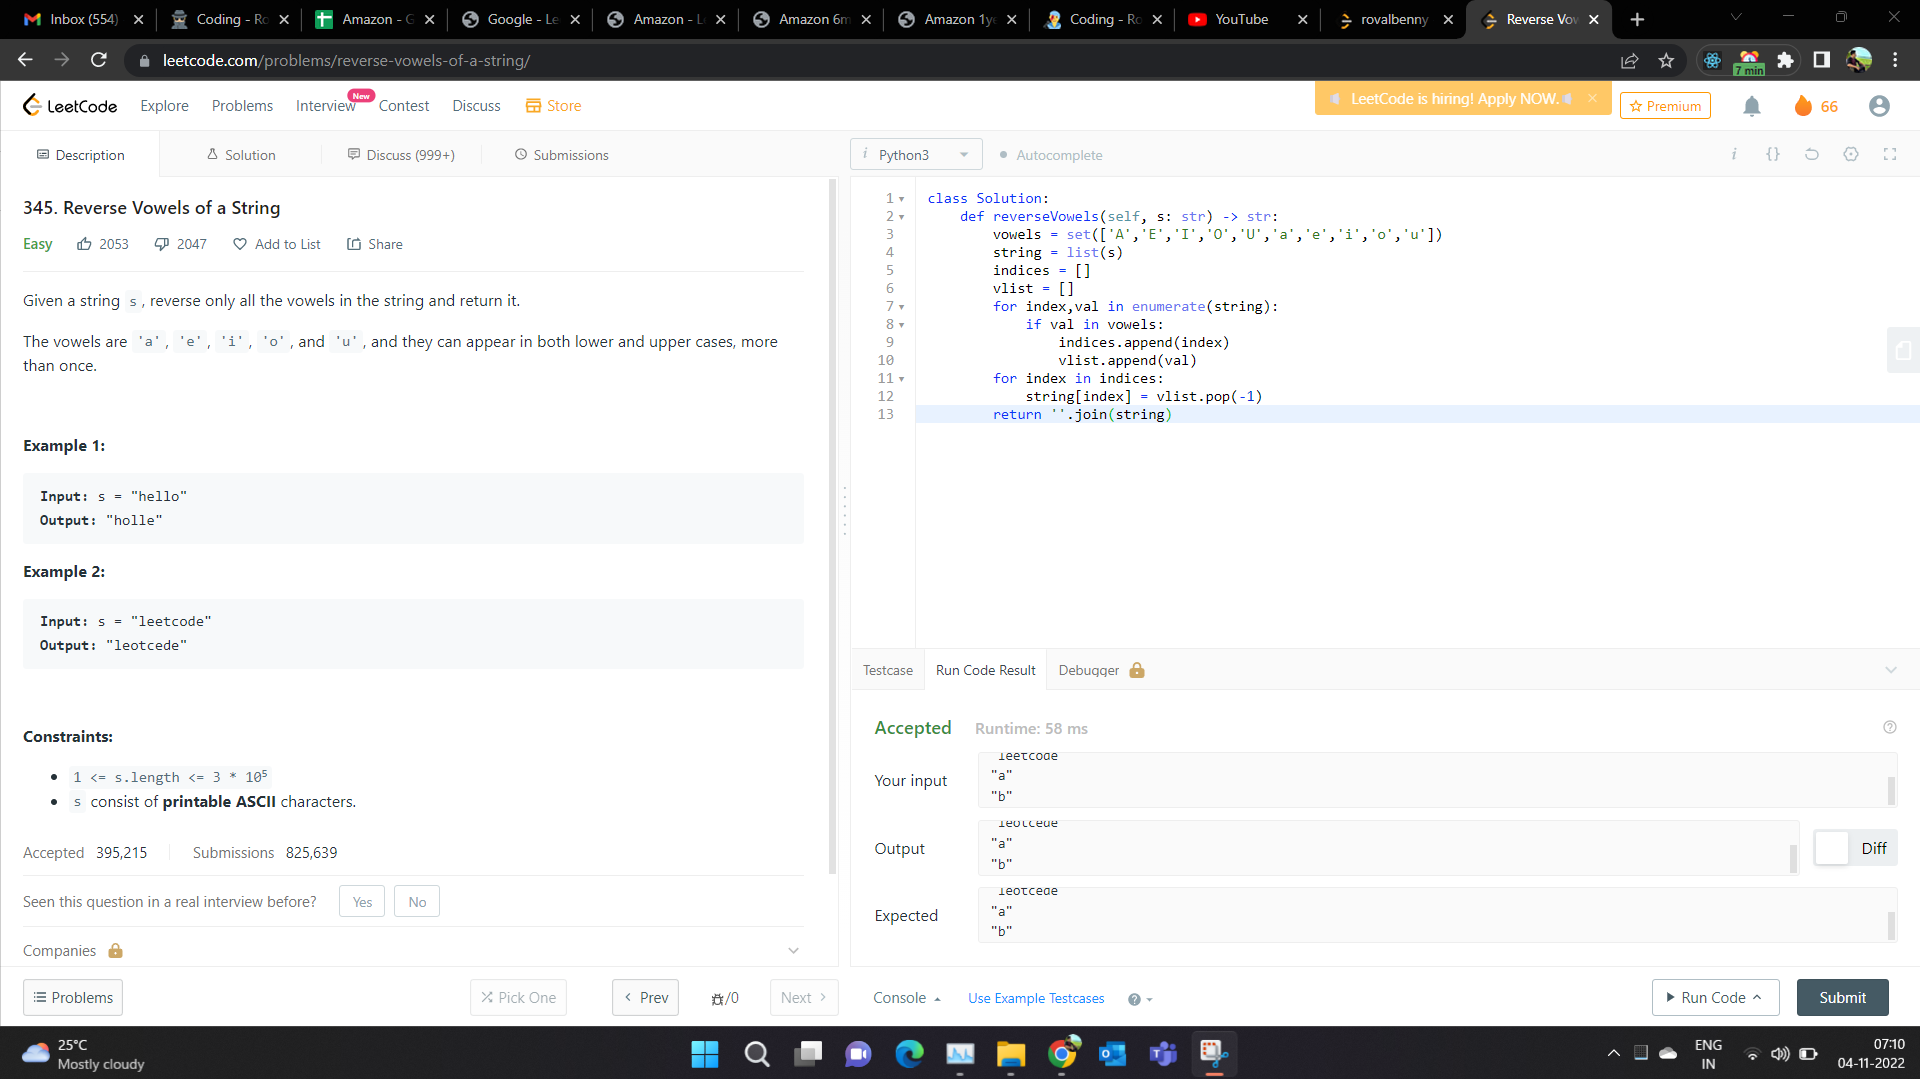 Inbox (554)
Coding - Ro
Amazon - G
Google - Le
Amazon - L
Amazon 6m
Amazon 1ye
Coding - Ro
YouTube
rovalbenny
Reverse Vov
leetcode.com/problems/reverse-vowels-of-a-string/
7 min
LeetCode
Explore
Problems
Interview
New
Contest
Discuss
Store
LeetCode is hiring! Apply NOW.
Premium
66
Description
Solution
Discuss (999+)
Submissions
i Python3
Autocomplete
345. Reverse Vowels of a String
Easy 2053 2047 Add to List Share
Given a string s, reverse only all the vowels in the string and return it.
The vowels are 'a', 'e', 'i', 'o', and 'u', and they can appear in both lower and upper cases, more
than once.
Example 1:
Input: s = "hello"
Output: "holle"
Example 2:
Input: s = "leetcode"
Output: "leotcede"
Constraints:
• 1 <= s.length <= 3 * 10⁵
• s consist of printable ASCII characters.
Accepted 395,215 Submissions 825,639
Seen this question in a real interview before? Yes No
Companies
Problems
Pick One
Prev
/0
Next
1 class Solution:
2 def reverseVowels(self, s: str) -> str:
3 vowels = set(['A','E','I','O','U','a','e','i','o','u'])
4 string = list(s)
5 indices = []
6 vlist = []
7 for index,val in enumerate(string):
8 if val in vowels:
9 indices.append(index)
10 vlist.append(val)
11 for index in indices:
12 string[index] = vlist.pop(-1)
13 return ''.join(string)
Testcase
Run Code Result
Debugger
Accepted Runtime: 58 ms
Your input
leetcode
"a"
"b"
Output
leotcede
"a"
"b"
Diff
Expected
leotcede
"a"
"b"
Console
Use Example Testcases
Run Code
Submit
25°C
Mostly cloudy
ENG
IN
07:10
04-11-2022